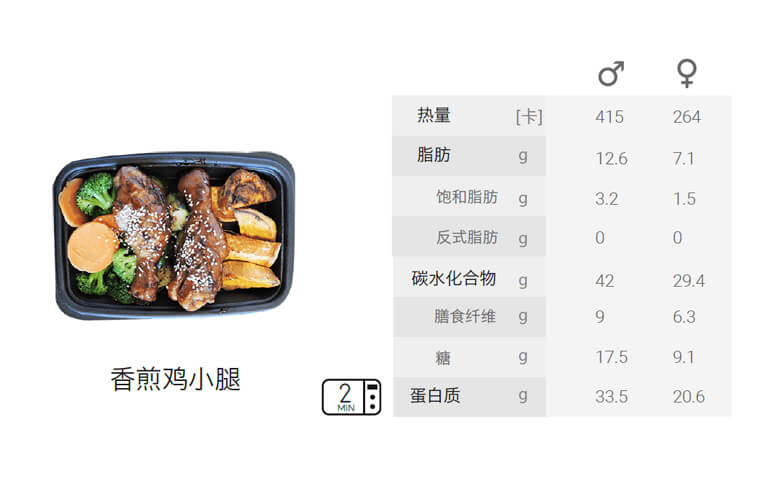 ♂ ♀
热量 [卡] 415 264
脂肪 g 12.6 7.1
饱和脂肪 g 3.2 1.5
反式脂肪 g 0 0
碳水化合物 g 42 29.4
膳食纤维 g 9 6.3
糖 g 17.5 9.1
蛋白质 g 33.5 20.6
香煎鸡小腿
2
MIN